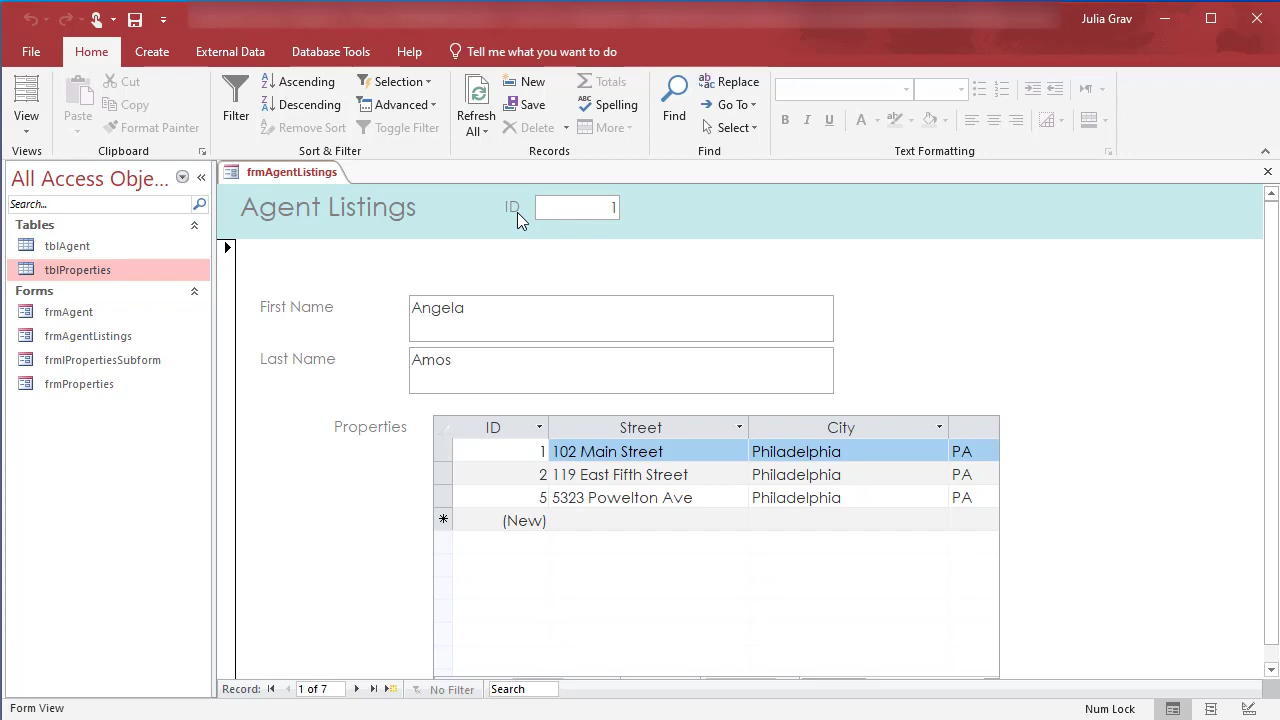 Julia Grav
File Home Create External Data Database Tools Help Tell me what you want to do
View
Views
Paste
Cut
Copy
Format Painter
Clipboard
Filter
Ascending
Descending
Remove Sort
Selection
Advanced
Toggle Filter
Sort & Filter
Refresh
All
New
Save
Delete
Totals
Spelling
More
Records
Find
Replace
Go To
Select
Find
B I U
A
Text Formatting
All Access Obje...
Search...
Tables
tblAgent
tblProperties
Forms
frmAgent
frmAgentListings
frmlPropertiesSubform
frmProperties
frmAgentListings
Agent Listings ID 1
First Name Angela
Last Name Amos
Properties
ID Street City
1 102 Main Street Philadelphia PA
2 119 East Fifth Street Philadelphia PA
5 5323 Powelton Ave Philadelphia PA
(New)
Record: 1 of 7 No Filter Search
Form View Num Lock